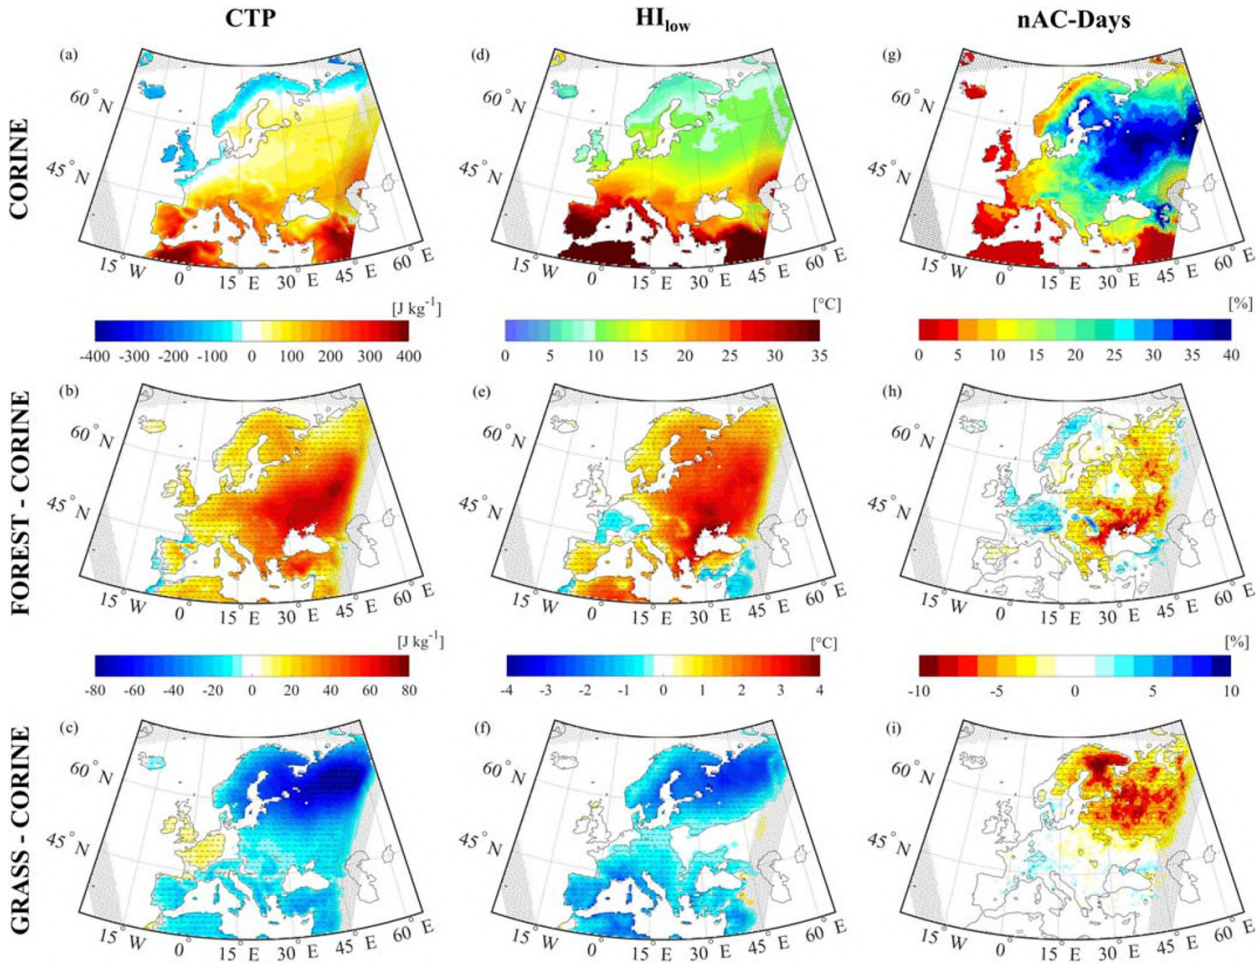 CTP
HI_low
nAC-Days
CORINE
(a)
60° N
45° N
15° W
0°
15° E
30° E
45° E
60° E
(d)
60° N
45° N
15° W
0°
15° E
30° E
45° E
60° E
(g)
60° N
45° N
15° W
0°
15° E
30° E
45° E
60° E
[J kg⁻¹]
-400 -300 -200 -100 0 100 200 300 400
[°C]
0 5 10 15 20 25 30 35
[%]
0 5 10 15 20 25 30 35 40
FOREST - CORINE
(b)
60° N
45° N
15° W
0°
15° E
30° E
45° E
60° E
(e)
60° N
45° N
15° W
0°
15° E
30° E
45° E
60° E
(h)
60° N
45° N
15° W
0°
15° E
30° E
45° E
60° E
[J kg⁻¹]
-80 -60 -40 -20 0 20 40 60 80
[°C]
-4 -3 -2 -1 0 1 2 3 4
[%]
-10 -5 0 5 10
GRASS - CORINE
(c)
60° N
45° N
15° W
0°
15° E
30° E
45° E
60° E
(f)
60° N
45° N
15° W
0°
15° E
30° E
45° E
60° E
(i)
60° N
45° N
15° W
0°
15° E
30° E
45° E
60° E